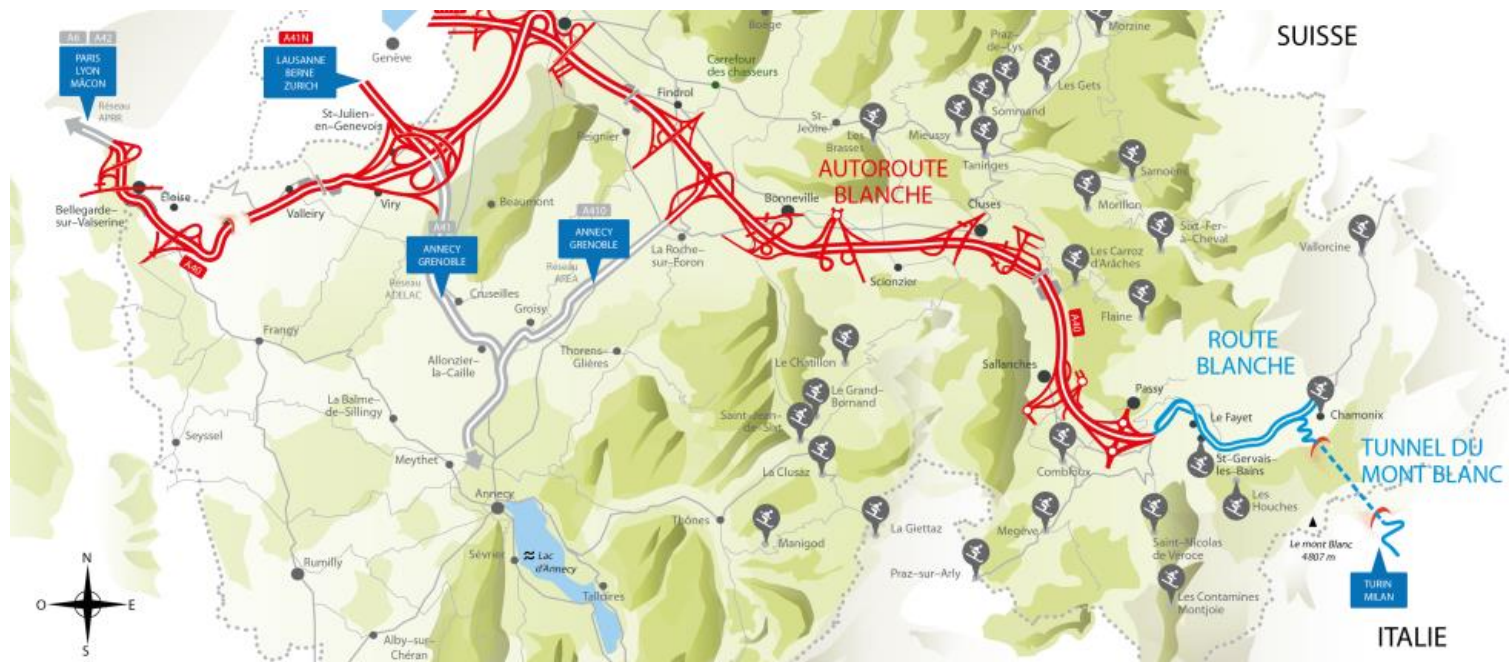 A6 A42
PARIS
LYON
MÂCON
Réseau
APRR
A41N
LAUSANNE
BERNE
ZURICH
Genève
St-Julien-
en-Genevois
Boëge
Carrefour
des chasseurs
Findrol
Reignier
Morzine
Praz-
de-Lys
Les Gets
Sommand
St-
Jeoire
Les
Brasses
Mieussy
Taninges
SUISSE
Bellegarde-
sur-Valserine
Éloise
Valleiry
Viry
Beaumont
AUTOROUTE
BLANCHE
Bonneville
Cluses
Samoëns
Morillon
Sixt-Fer-
à-Cheval
Vallorcine
A40
A41
ANNECY
GRENOBLE
Réseau
ADELAC
A410
ANNECY
GRENOBLE
Réseau
AREA
La Roche-
sur-Foron
Scionzier
Les Carroz
d'Arâches
Flaine
Cruseilles
Groisy
A40
Frangy
Allonzier-
la-Caille
Thorens-
Glières
Le Chatillon
Sallanches
Passy
ROUTE
BLANCHE
La Balme-
de-Sillingy
Le Grand-
Bornand
Saint-Jean-
de-Sixt
Le Fayet
Chamonix
Seyssel
Meythet
La Clusaz
Combloux
St-Gervais-
les-Bains
TUNNEL DU
MONT BLANC
Annecy
Thônes
Manigod
La Giettaz
Megève
Saint-Nicolas
de Veroce
Les
Houches
Le mont Blanc
4807 m
Rumilly
Sévrier
Lac
d'Annecy
Talloires
Praz-sur-Arly
Les Contamines
Montjoie
TURIN
MILAN
ITALIE
Alby-sur-
Chéran
N
O
E
S